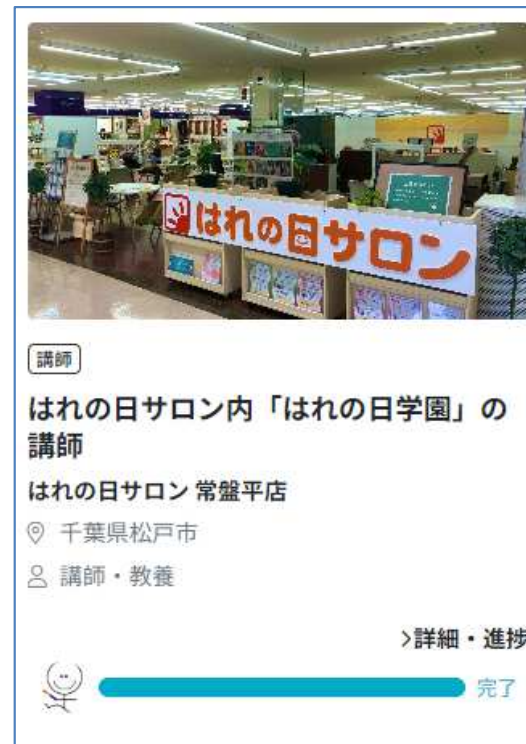 はれの日サロン
講師
はれの日サロン内「はれの日学園」の
講師
はれの日サロン 常盤平店
千葉県松戸市
講師・教養
>詳細・進捗
完了